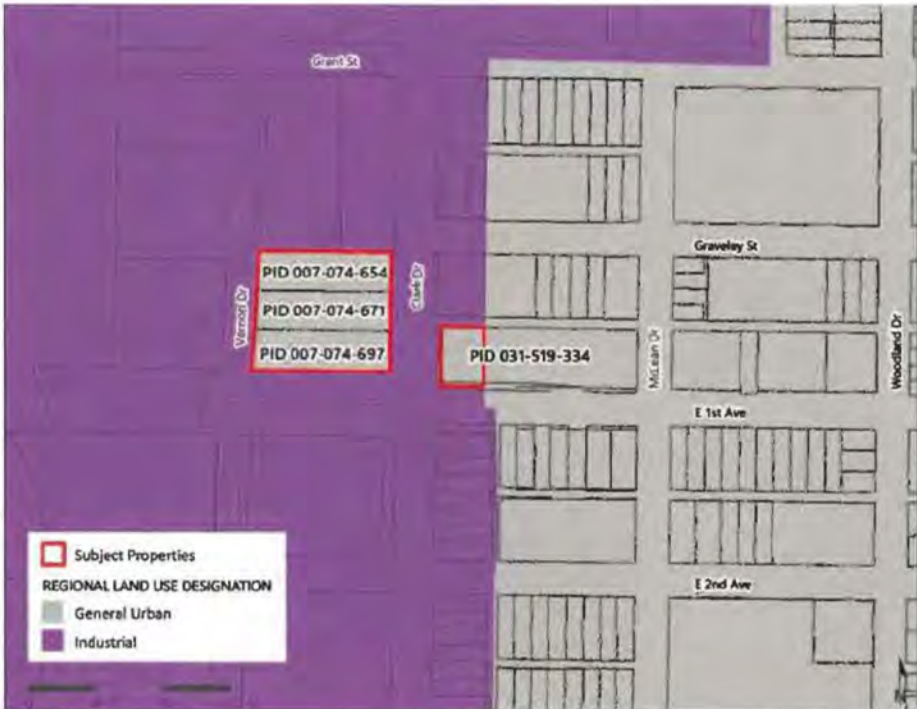 Grant St
Graveley St
PID 007-074-654
PID 007-074-671
PID 007-074-697
Vernon Dr
Clark Dr
PID 031-519-334
McLean Dr
Woodland Dr
E 1st Ave
E 2nd Ave
Subject Properties
REGIONAL LAND USE DESIGNATION
General Urban
Industrial